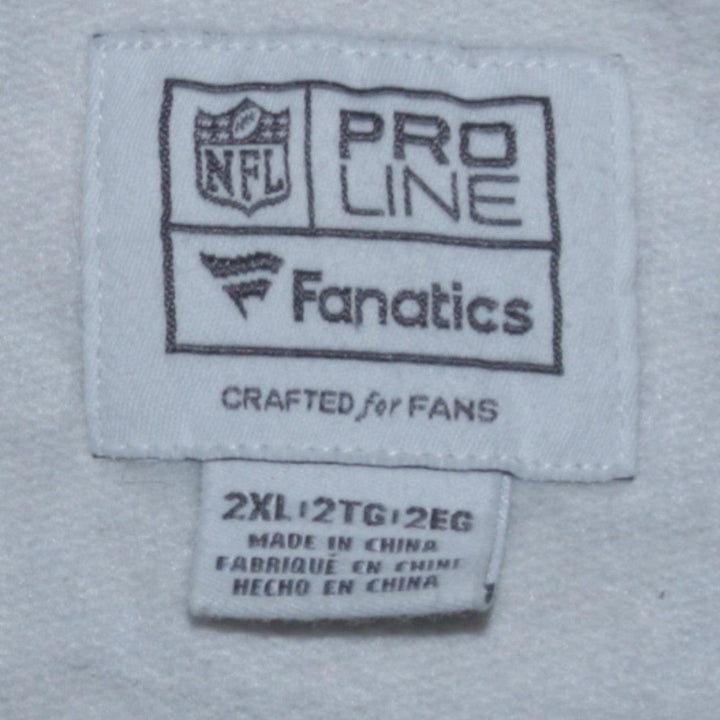 NFL
PRO
LINE
Fanatics
CRAFTED for FANS
2XL|2TG|2EG
MADE IN CHINA
FABRIQUÉ EN CHINE
HECHO EN CHINA